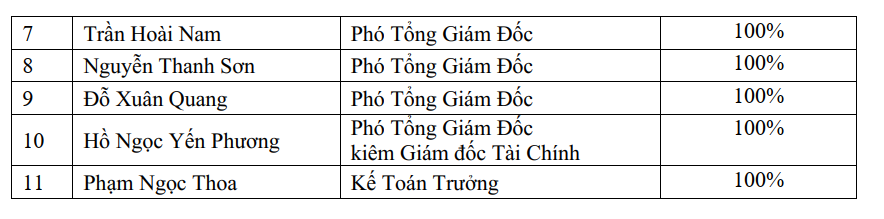 7 Trần Hoài Nam Phó Tổng Giám Đốc 100%
8 Nguyễn Thanh Sơn Phó Tổng Giám Đốc 100%
9 Đỗ Xuân Quang Phó Tổng Giám Đốc 100%
10 Hồ Ngọc Yến Phương Phó Tổng Giám Đốc 100%
kiêm Giám đốc Tài Chính
11 Phạm Ngọc Thoa Kế Toán Trưởng 100%